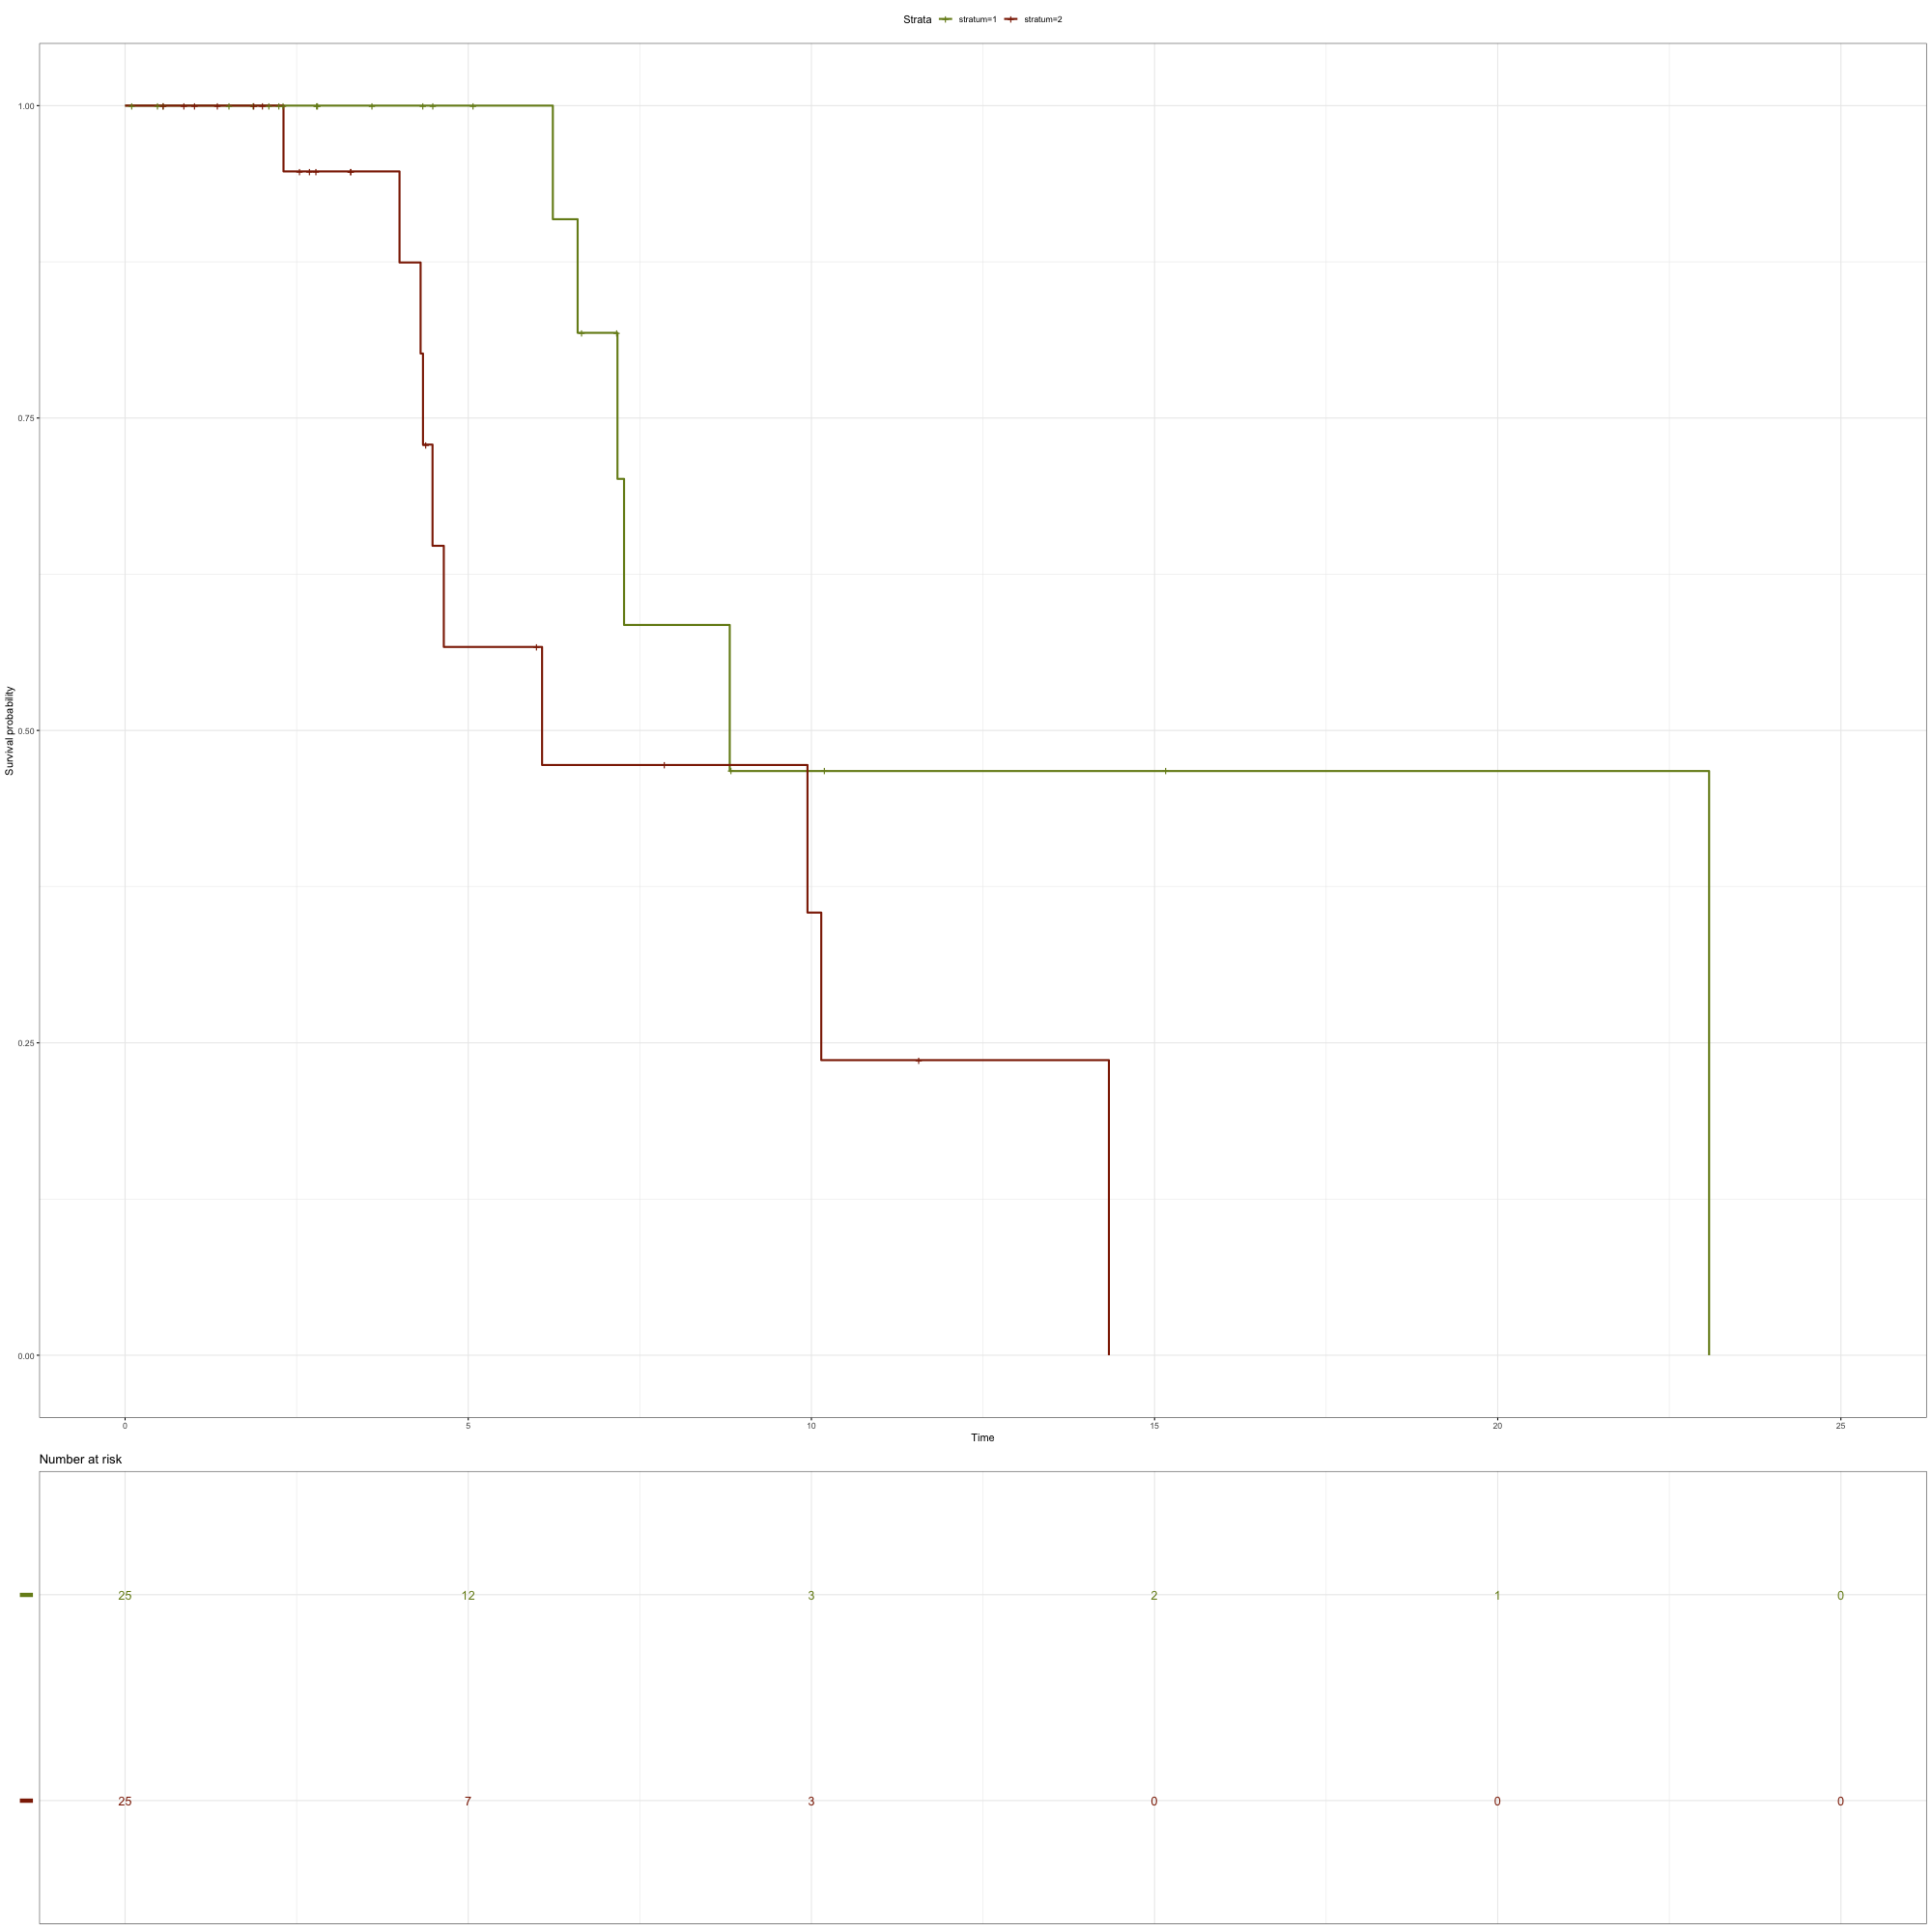 Strata stratum=1 stratum=2
1.00
0.75
0.50
0.25
0.00
Survival probability
0 5 10 15 20 25
Time
Number at risk
25 12 3 2 1 0
25 7 3 0 0 0